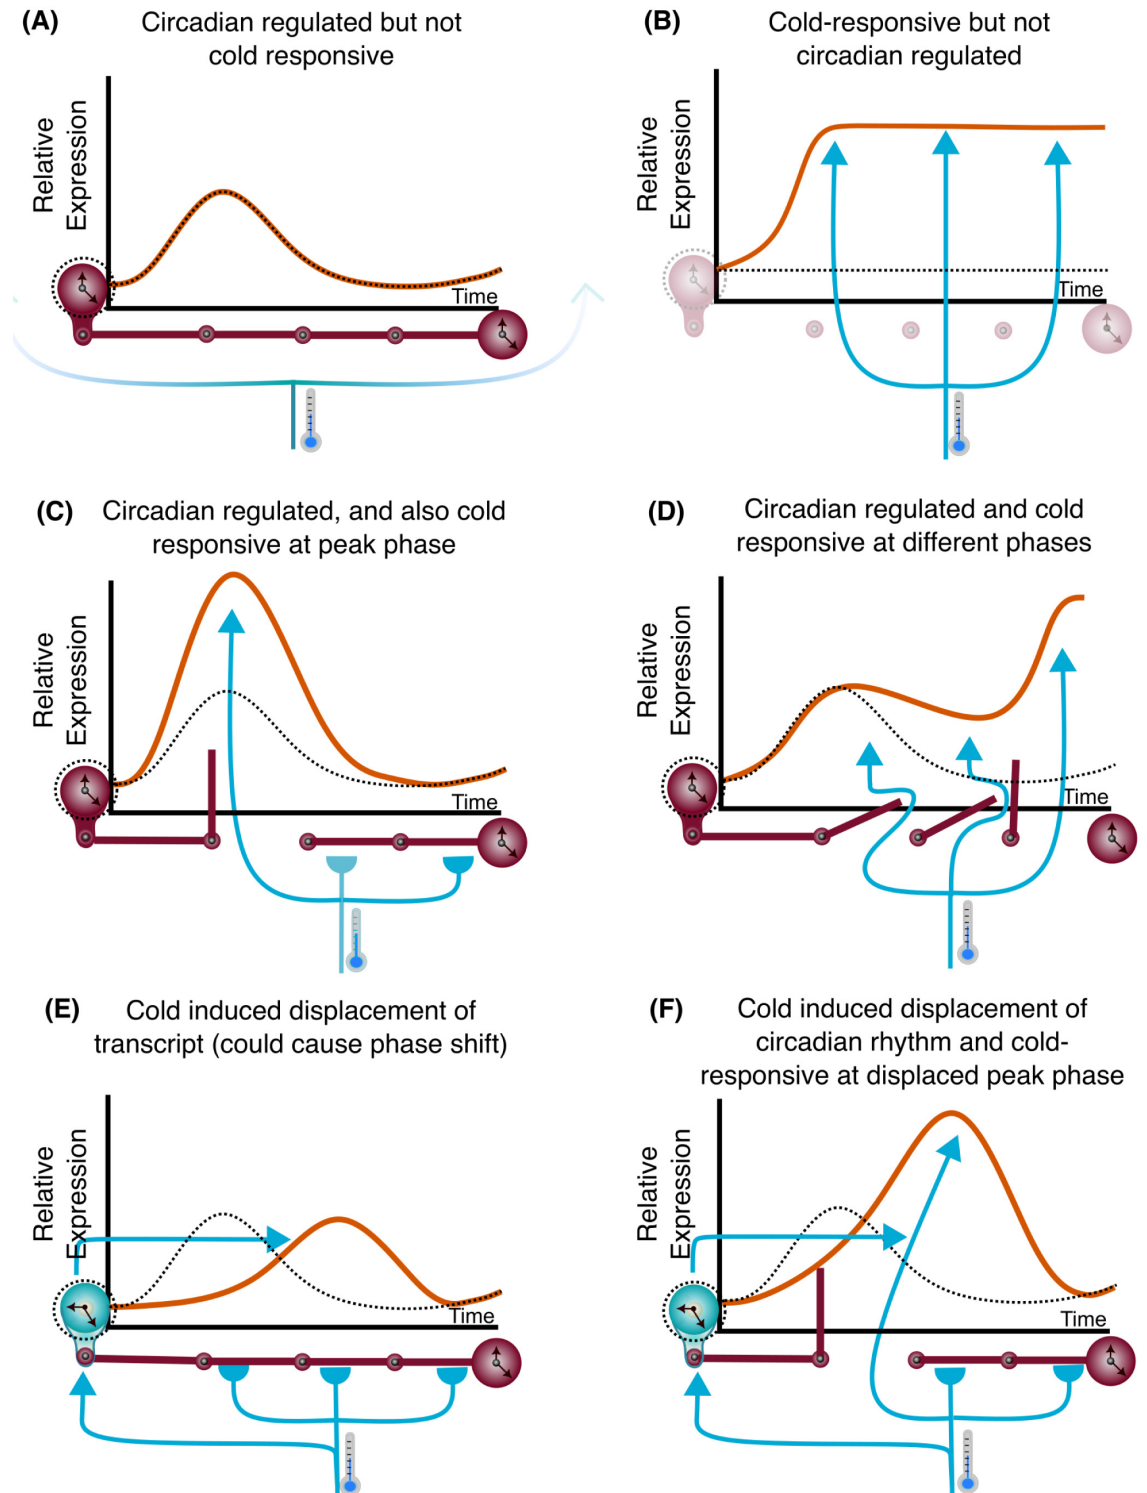 (A)
Circadian regulated but not
cold responsive
Relative
Expression
Time
(B)
Cold-responsive but not
circadian regulated
Relative
Expression
Time
(C)
Circadian regulated, and also cold
responsive at peak phase
Relative
Expression
Time
(D)
Circadian regulated and cold
responsive at different phases
Relative
Expression
Time
(E)
Cold induced displacement of
transcript (could cause phase shift)
Relative
Expression
Time
(F)
Cold induced displacement of
circadian rhythm and cold-
responsive at displaced peak phase
Relative
Expression
Time